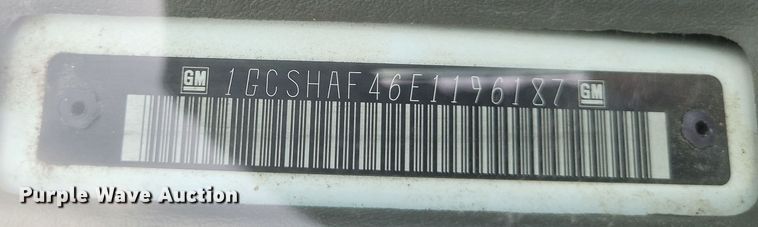 GM 1GCSHAF46E1196187 GM
Purple Wave Auction